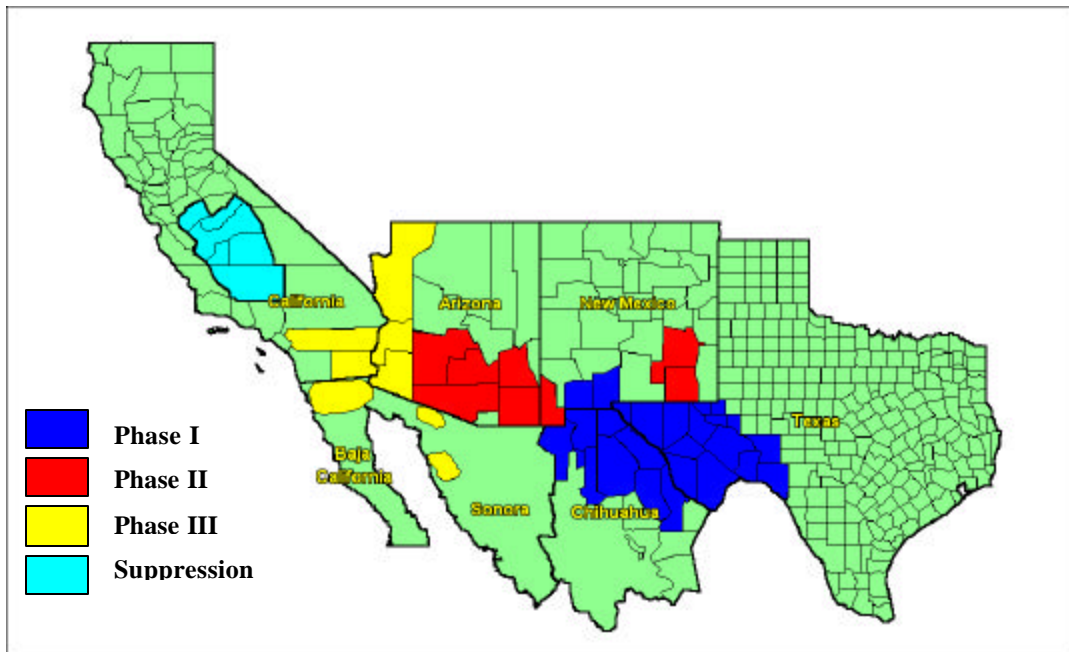 California
Arizona
New Mexico
Texas
Baja
California
Sonora
Chihuahua
Phase I
Phase II
Phase III
Suppression